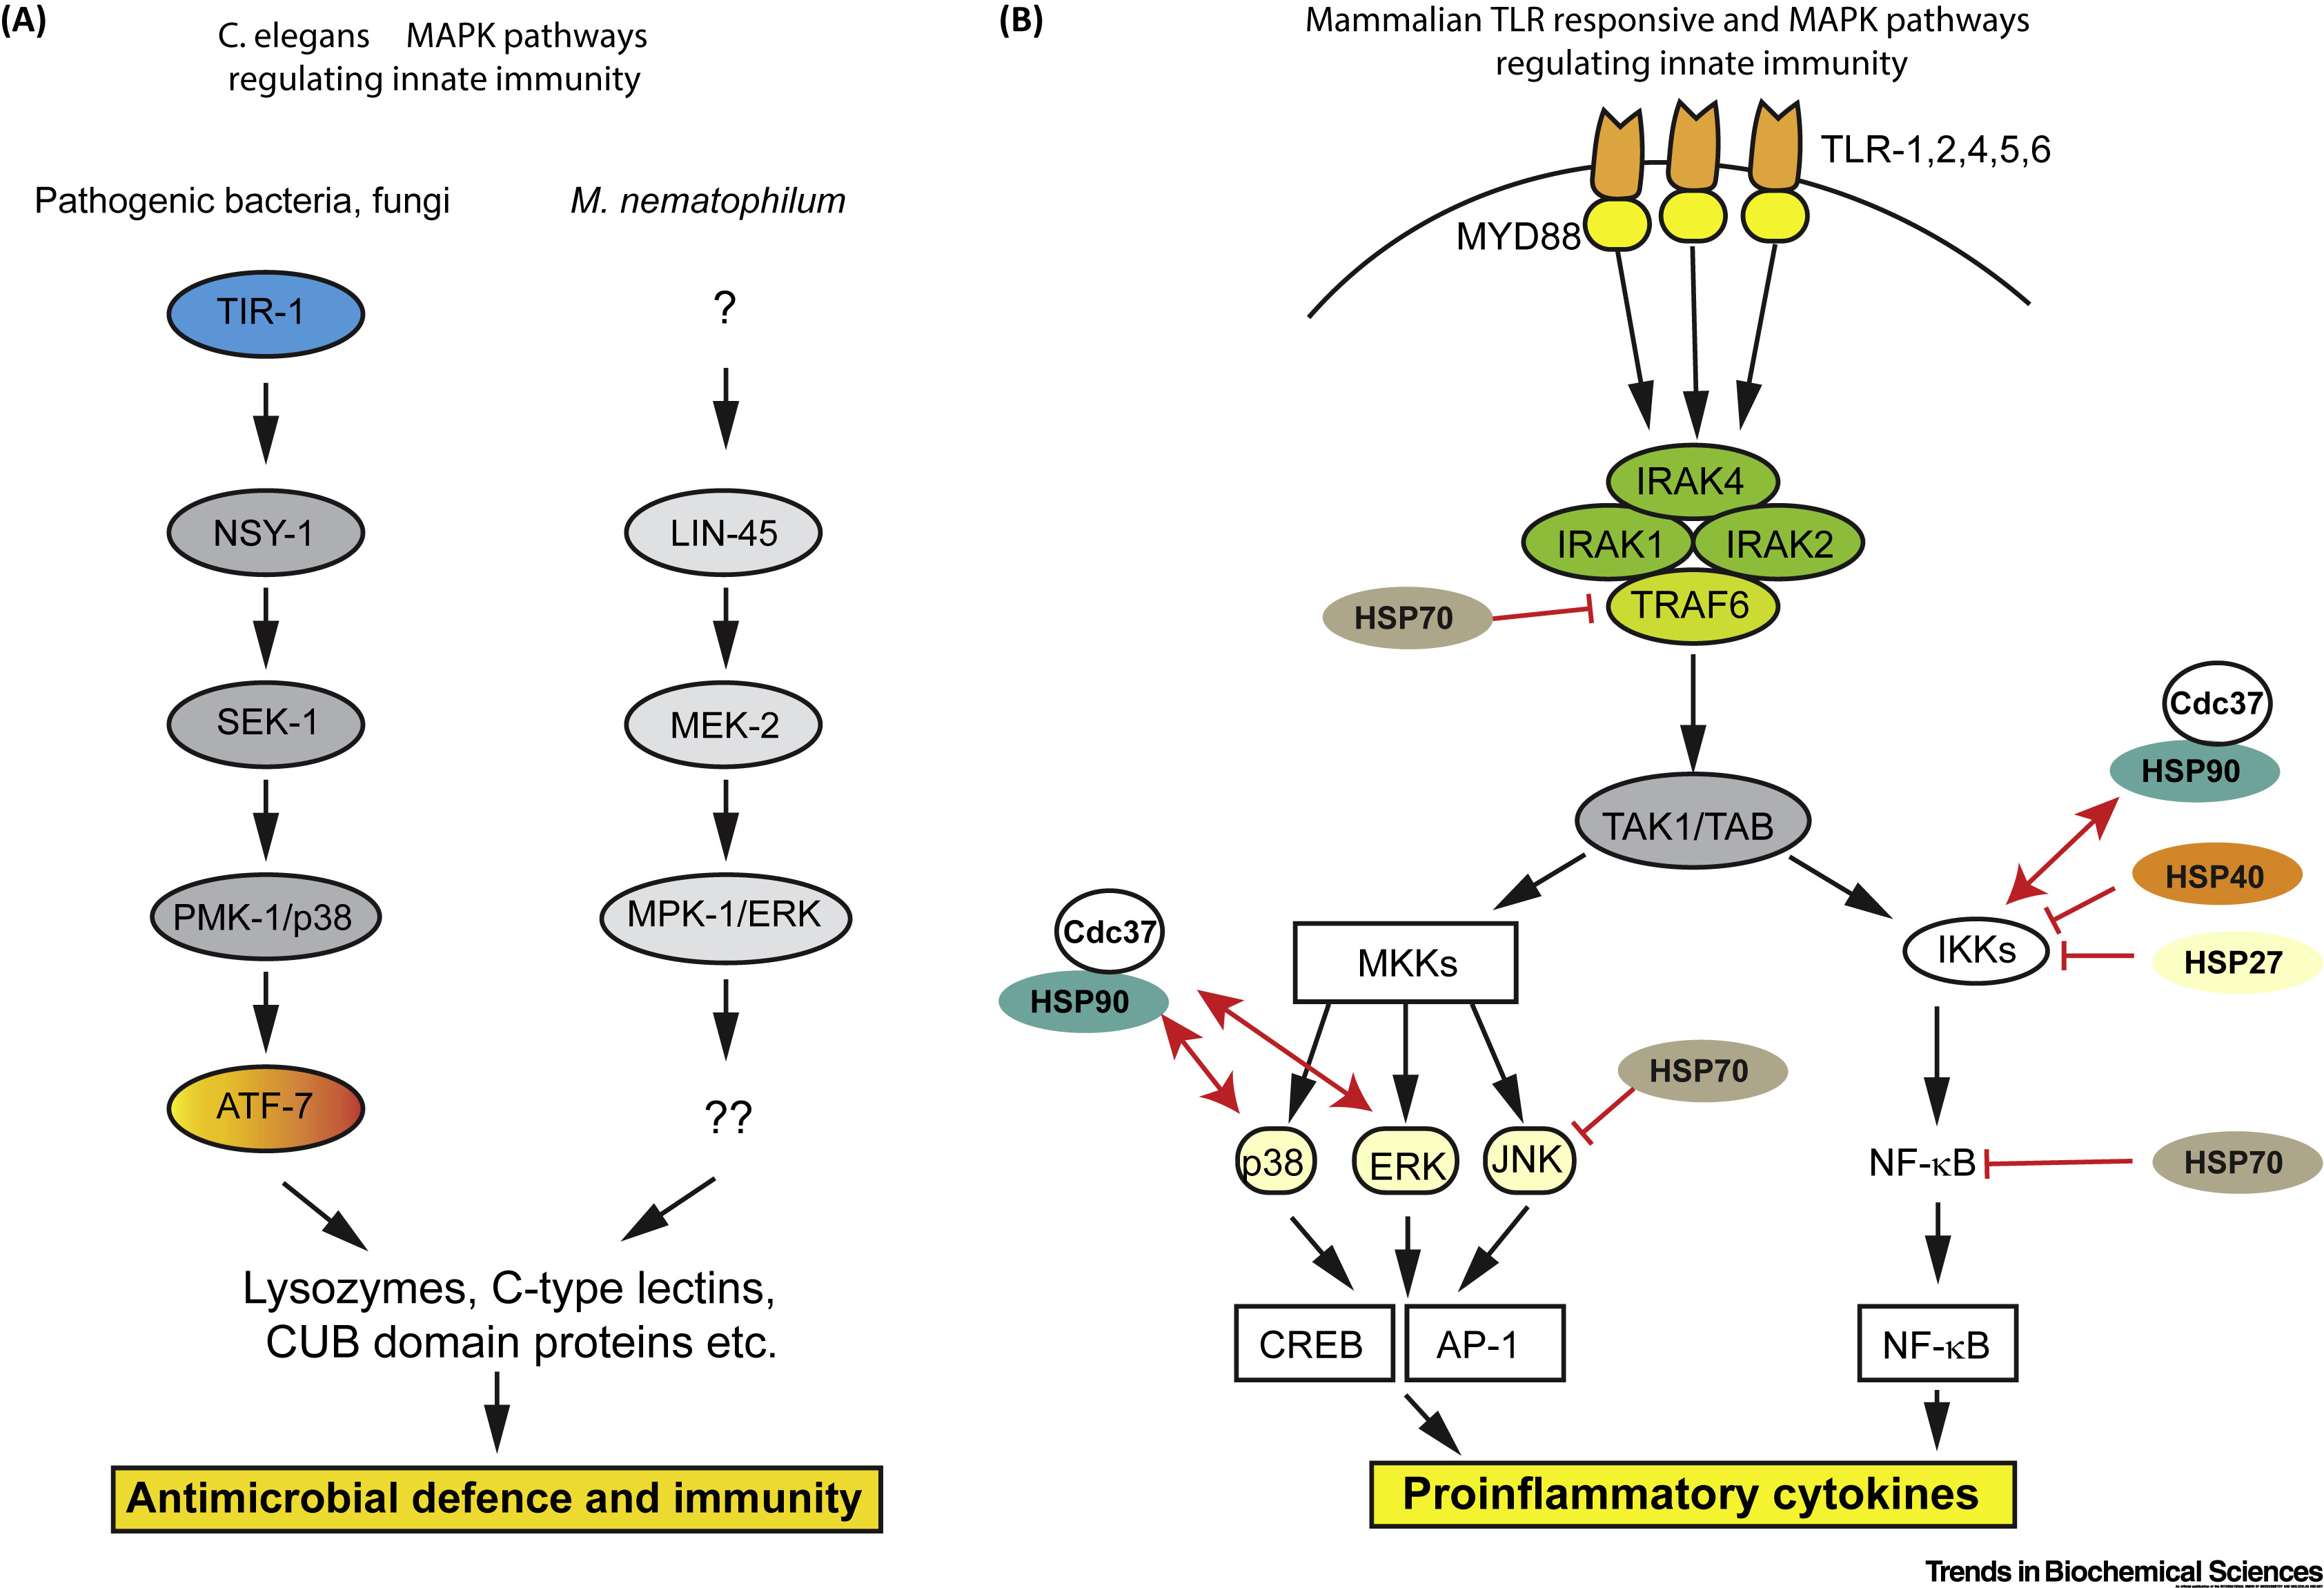 (A)
C. elegans MAPK pathways
regulating innate immunity
Pathogenic bacteria, fungi
M. nematophilum
TIR-1
?
NSY-1
LIN-45
SEK-1
MEK-2
PMK-1/p38
MPK-1/ERK
ATF-7
??
Lysozymes, C-type lectins,
CUB domain proteins etc.
Antimicrobial defence and immunity
(B)
Mammalian TLR responsive and MAPK pathways
regulating innate immunity
TLR-1,2,4,5,6
MYD88
IRAK4
IRAK1
IRAK2
TRAF6
HSP70
TAK1/TAB
Cdc37
HSP90
HSP40
HSP27
IKKs
MKKs
Cdc37
HSP90
HSP70
p38
ERK
JNK
NF-κB
HSP70
CREB
AP-1
NF-κB
Proinflammatory cytokines
Trends in Biochemical Sciences